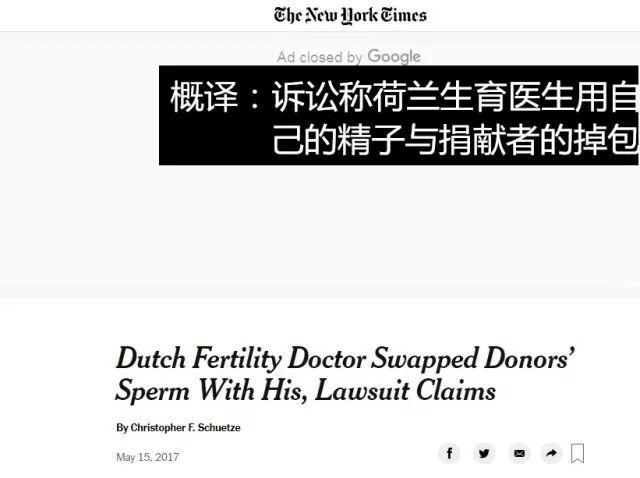 The New York Times
Ad closed by Google
概译：诉讼称荷兰生育医生用自
己的精子与捐献者的掉包
Dutch Fertility Doctor Swapped Donors’
Sperm With His, Lawsuit Claims
By Christopher F. Schuetze
May 15, 2017